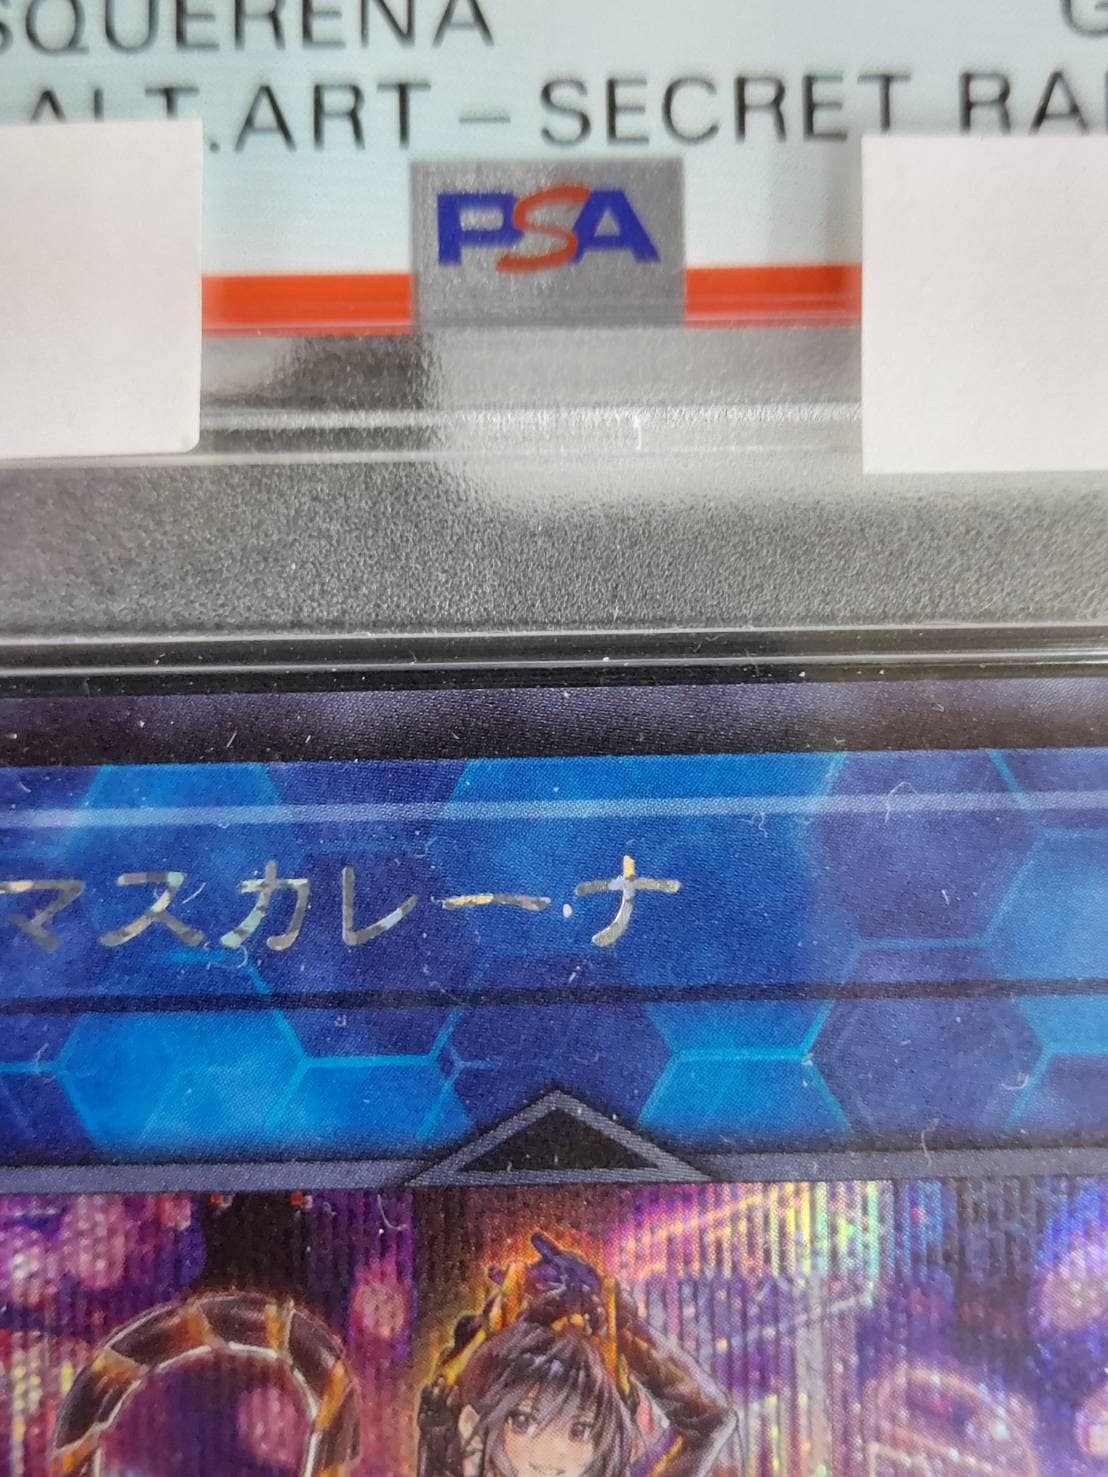 SQUERENA G
ALT.ART – SECRET RA
PSA
マスカレーナ